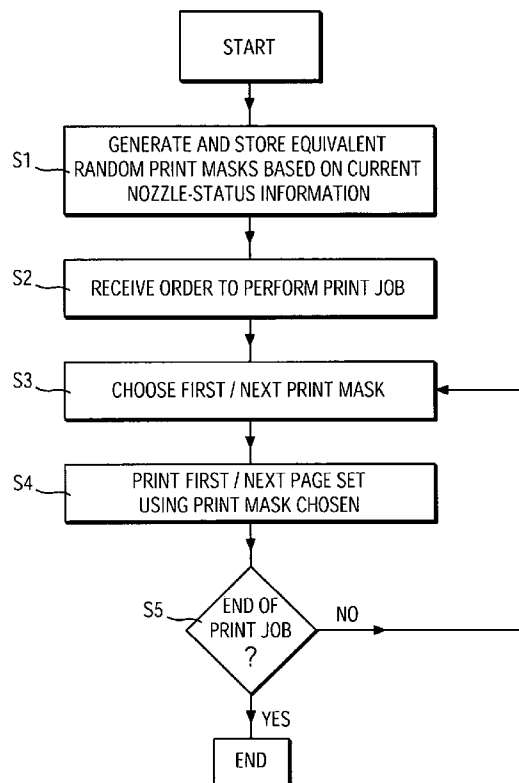 START
S1
GENERATE AND STORE EQUIVALENT
RANDOM PRINT MASKS BASED ON CURRENT
NOZZLE-STATUS INFORMATION
S2
RECEIVE ORDER TO PERFORM PRINT JOB
S3
CHOOSE FIRST / NEXT PRINT MASK
S4
PRINT FIRST / NEXT PAGE SET
USING PRINT MASK CHOSEN
S5
END OF
PRINT JOB
?
NO
YES
END